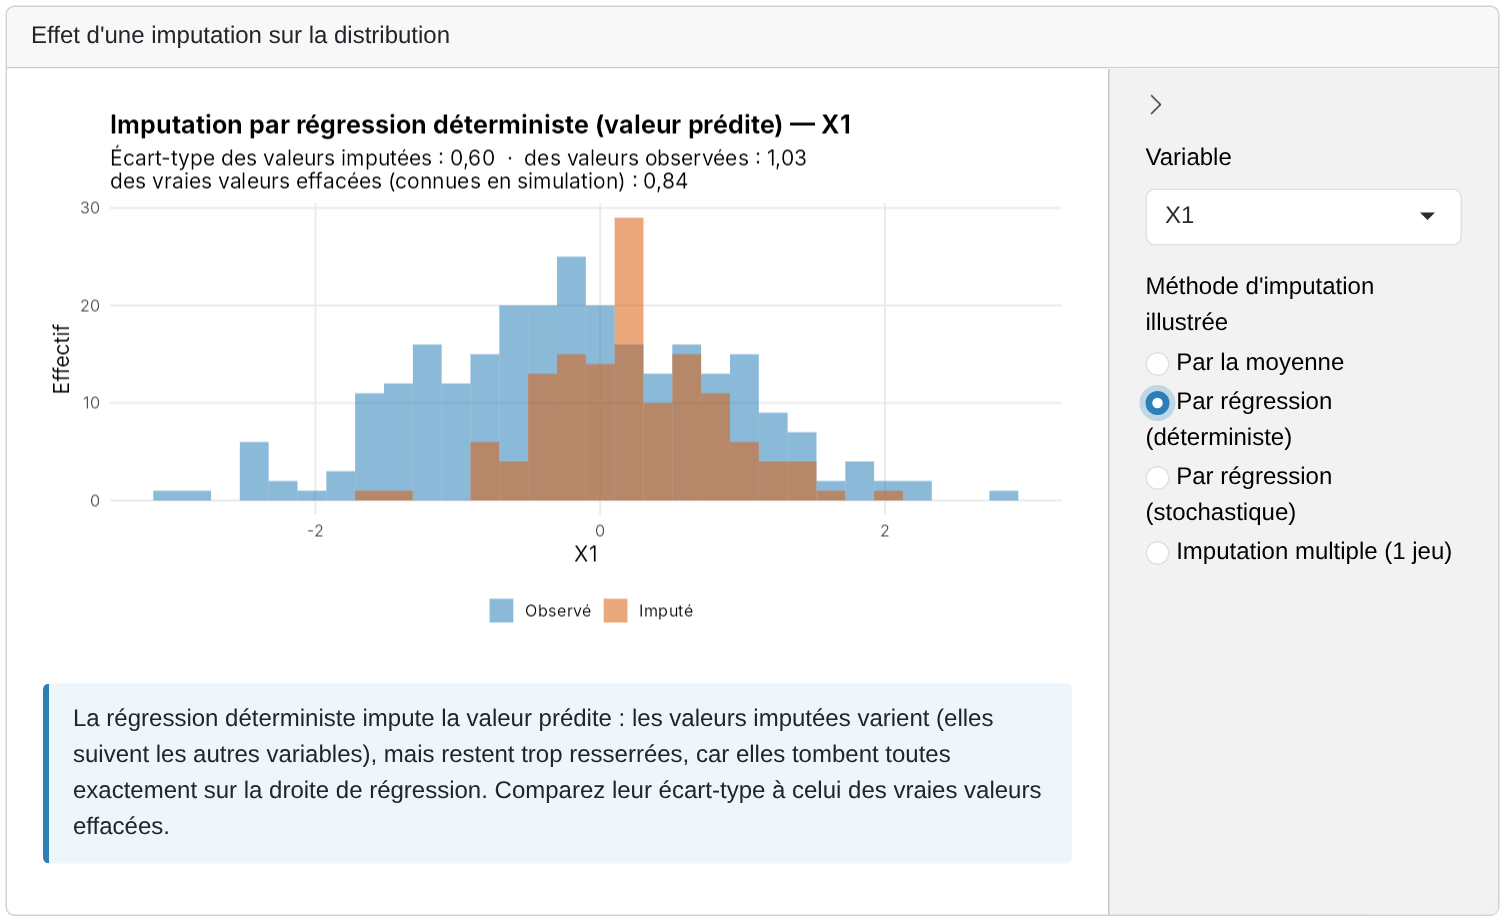 Effet d'une imputation sur la distribution
Imputation par régression déterministe (valeur prédite) — X1
Écart-type des valeurs imputées : 0,60 · des valeurs observées : 1,03
des vraies valeurs effacées (connues en simulation) : 0,84
30
20
10
0
Effectif
-2
0
2
X1
Observé
Imputé
La régression déterministe impute la valeur prédite : les valeurs imputées varient (elles
suivent les autres variables), mais restent trop resserrées, car elles tombent toutes
exactement sur la droite de régression. Comparez leur écart-type à celui des vraies valeurs
effacées.
Variable
X1
Méthode d'imputation
illustrée
Par la moyenne
Par régression
(déterministe)
Par régression
(stochastique)
Imputation multiple (1 jeu)